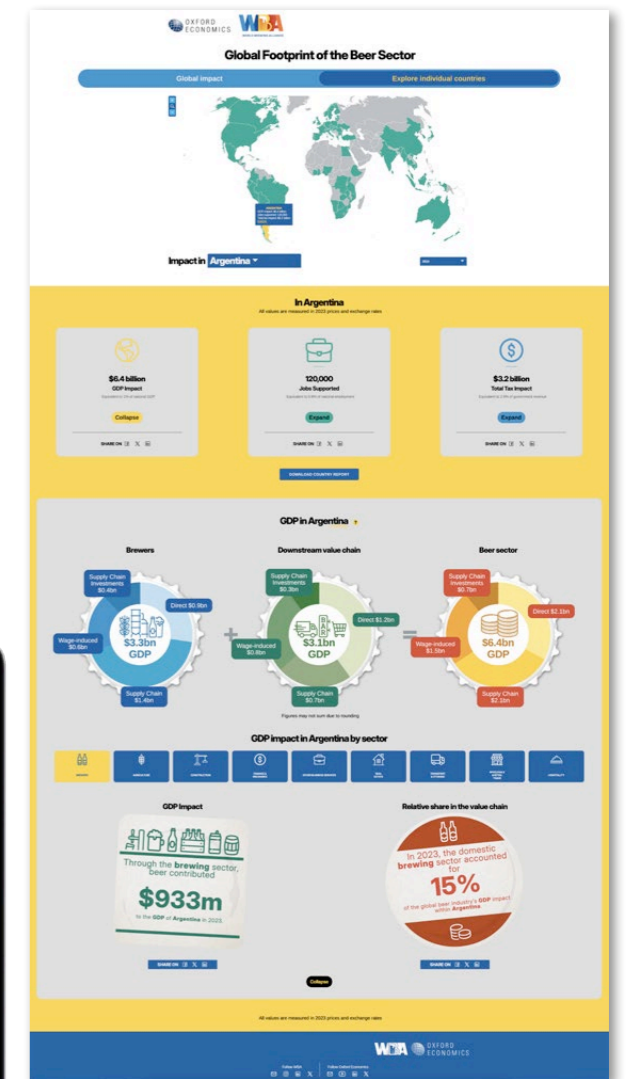 OXFORD
ECONOMICS
WBA
Global Footprint of the Beer Sector
Global impact
Explore individual countries
Impact in Argentina
In Argentina
All values are measured in 2023 prices and exchange rates
$6.4 billion
GDP Impact
Collapse
SHARE ON
120,000
Jobs Supported
Expand
SHARE ON
$3.2 billion
Total Tax Impact
Expand
SHARE ON
DOWNLOAD COUNTRY REPORT
GDP in Argentina
Brewers
Supply Chain
Investments
$0.4bn
Direct $0.9bn
Wage-induced
$0.6bn
$3.3bn
GDP
Supply Chain
$1.4bn
+
Downstream value chain
Supply Chain
Investments
$0.3bn
Direct $1.2bn
Wage-induced
$0.8bn
BAR
$3.1bn
GDP
Supply Chain
$0.7bn
=
Beer sector
Supply Chain
Investments
$0.7bn
Direct $2.1bn
Wage-induced
$1.5bn
$6.4bn
GDP
Supply Chain
$2.1bn
Figures may not sum due to rounding
GDP impact in Argentina by sector
GDP Impact
Through the brewing sector,
beer contributed
$933m
to the GDP of Argentina in 2023.
SHARE ON
Relative share in the value chain
In 2023, the domestic
brewing sector accounted
for
15%
of the global beer industry's GDP impact
within Argentina.
SHARE ON
Collapse
All values are measured in 2023 prices and exchange rates
WBA
OXFORD
ECONOMICS
Follow WBA
Follow Oxford Economics